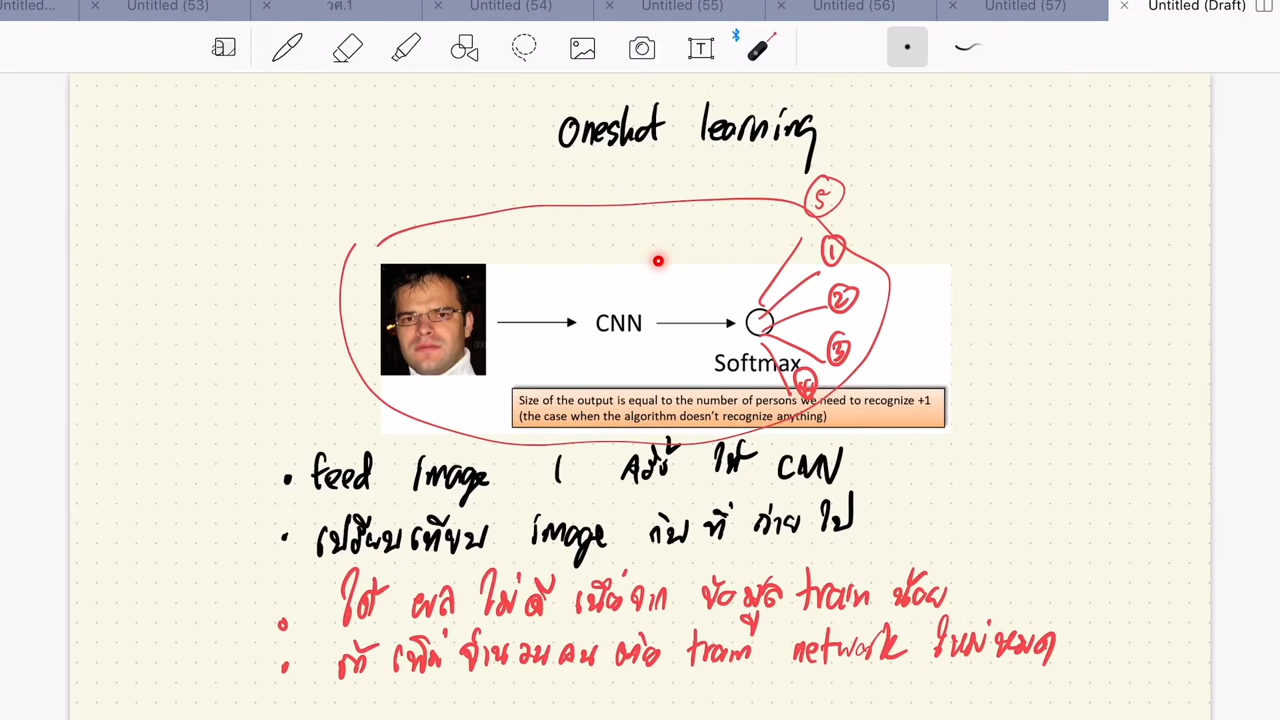 Untitled... Untitled (53) วศ.1 Untitled (54) Untitled (55) Untitled (56) Untitled (57) Untitled (Draft)
T
Oneshot learning
5
1
2
3
4
CNN
Softmax
Size of the output is equal to the number of persons we need to recognize +1
(the case when the algorithm doesn't recognize anything)
• feed image 1 ครั้ง ให้ CNN
• เปรียบเทียบ image กับที่ ถ่าย ไป
• ได้ ผล ไม่ดี เนื่องจาก ข้อมูล train น้อย
• ถ้า เพิ่ม จำนวน คน ต้อง train network ใหม่หมด